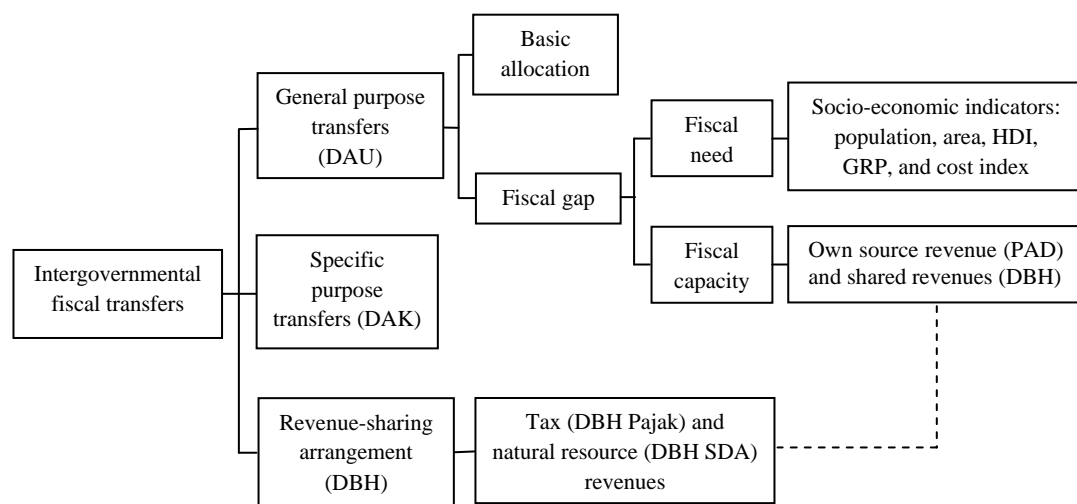 Intergovernmental
fiscal transfers
General purpose
transfers
(DAU)
Basic
allocation
Fiscal gap
Fiscal
need
Socio-economic indicators:
population, area, HDI,
GRP, and cost index
Fiscal
capacity
Own source revenue (PAD)
and shared revenues (DBH)
Specific
purpose
transfers (DAK)
Revenue-sharing
arrangement
(DBH)
Tax (DBH Pajak) and
natural resource (DBH SDA)
revenues